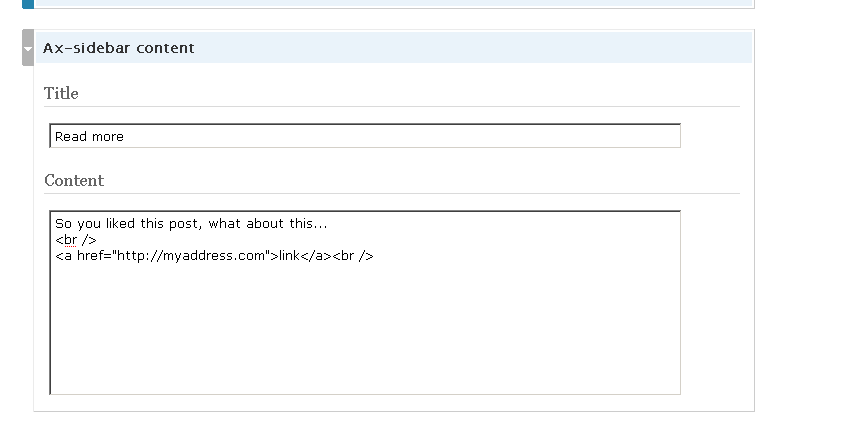 Ax-sidebar content
Title
Read more
Content
So you liked this post, what about this...
<br />
<a href="http://myaddress.com">link</a><br />